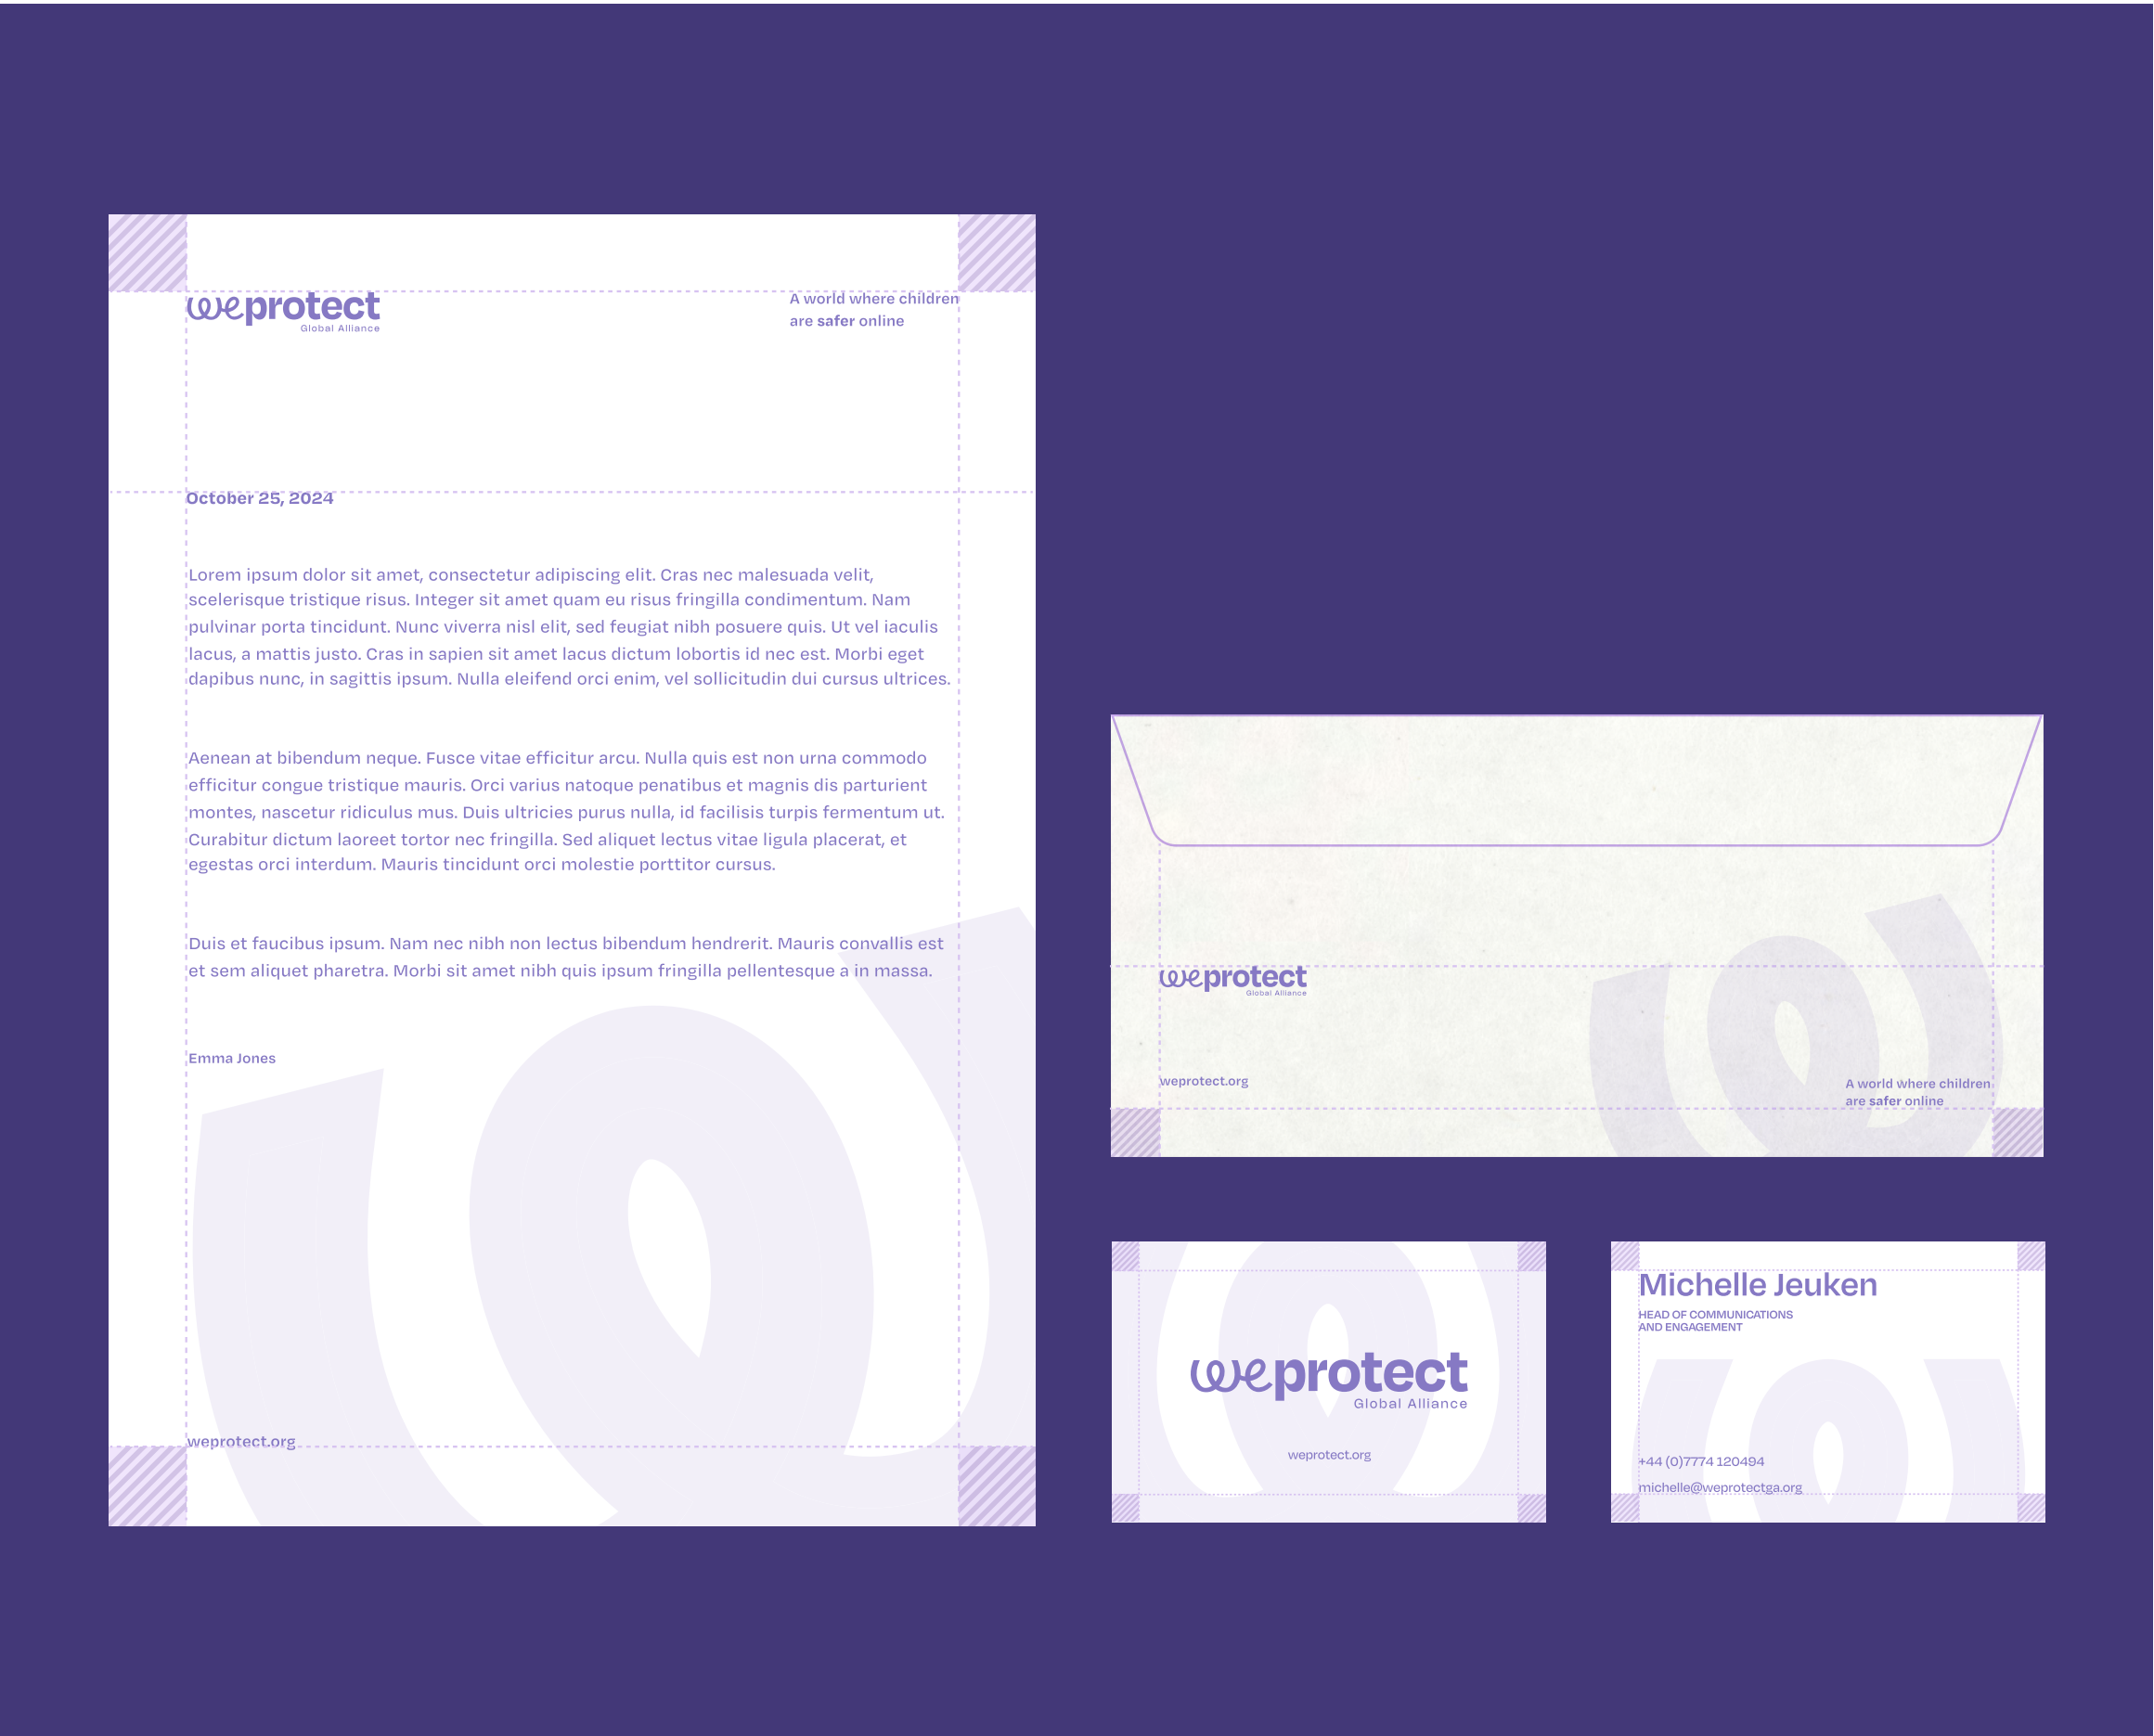 weprotect
Global Alliance
A world where children
are safer online
October 25, 2024
Lorem ipsum dolor sit amet, consectetur adipiscing elit. Cras nec malesuada velit,
scelerisque tristique risus. Integer sit amet quam eu risus fringilla condimentum. Nam
pulvinar porta tincidunt. Nunc viverra nisl elit, sed feugiat nibh posuere quis. Ut vel iaculis
lacus, a mattis justo. Cras in sapien sit amet lacus dictum lobortis id nec est. Morbi eget
dapibus nunc, in sagittis ipsum. Nulla eleifend orci enim, vel sollicitudin dui cursus ultrices.
Aenean at bibendum neque. Fusce vitae efficitur arcu. Nulla quis est non urna commodo
efficitur congue tristique mauris. Orci varius natoque penatibus et magnis dis parturient
montes, nascetur ridiculus mus. Duis ultricies purus nulla, id facilisis turpis fermentum ut.
Curabitur dictum laoreet tortor nec fringilla. Sed aliquet lectus vitae ligula placerat, et
egestas orci interdum. Mauris tincidunt orci molestie porttitor cursus.
Duis et faucibus ipsum. Nam nec nibh non lectus bibendum hendrerit. Mauris convallis est
et sem aliquet pharetra. Morbi sit amet nibh quis ipsum fringilla pellentesque a in massa.
Emma Jones
weprotect.org
weprotect
Global Alliance
weprotect.org
A world where children
are safer online
weprotect
Global Alliance
weprotect.org
Michelle Jeuken
HEAD OF COMMUNICATIONS
AND ENGAGEMENT
+44 (0)7774 120494
michelle@weprotectga.org